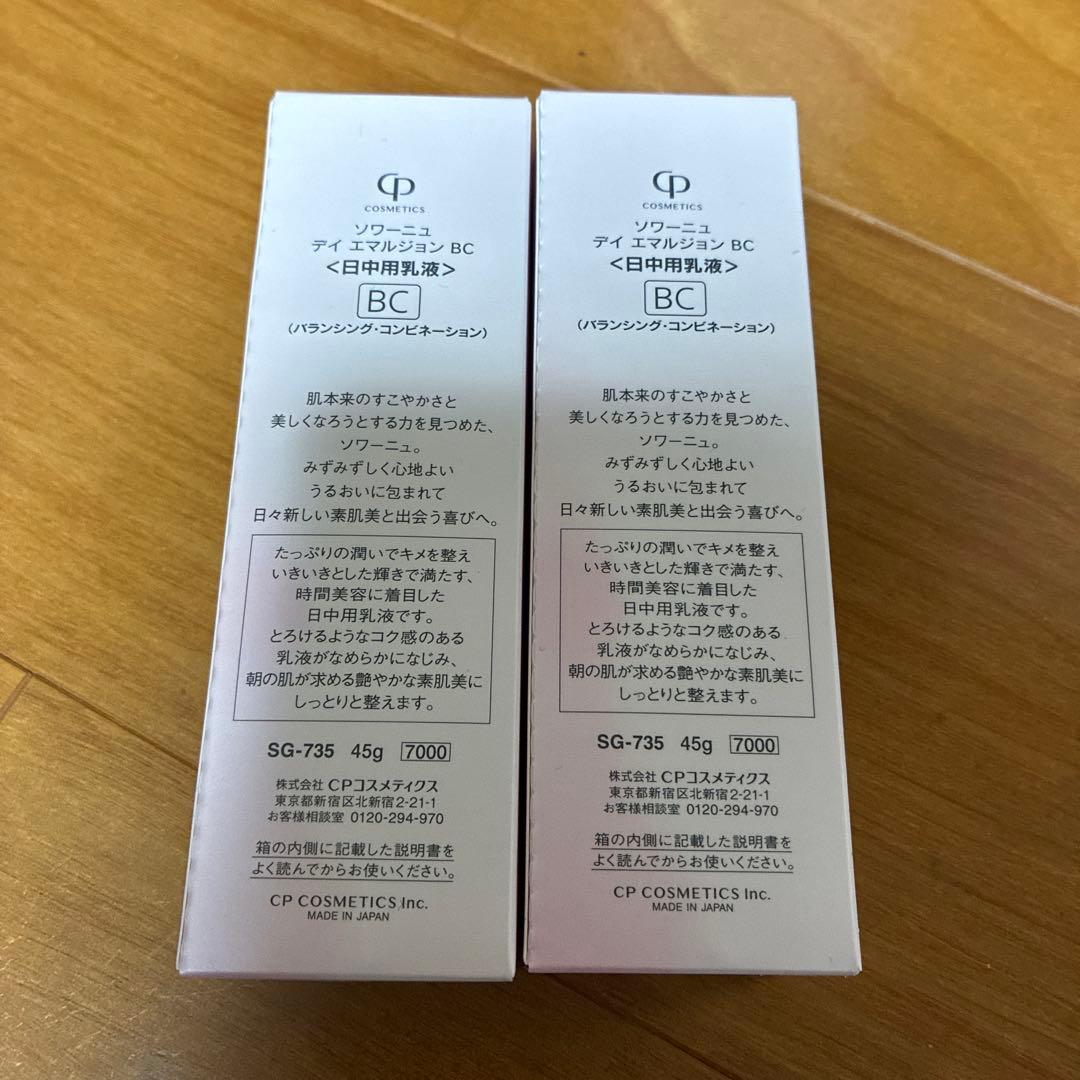 CP
COSMETICS
ソワーニュ
デイ エマルジョン BC
<日中用乳液>
BC
(バランシング・コンビネーション)
肌本来のすこやかさと
美しくなろうとする力を見つめた、
ソワーニュ。
みずみずしく心地よい
うるおいに包まれて
日々新しい素肌美と出会う喜びへ。
たっぷりの潤いでキメを整え
いきいきとした輝きで満たす、
時間美容に着目した
日中用乳液です。
とろけるようなコク感のある
乳液がなめらかになじみ、
朝の肌が求める艶やかな素肌美に
しっとりと整えます。
SG-735 45g 7000
株式会社 CPコスメティクス
東京都新宿区北新宿2-21-1
お客様相談室 0120-294-970
箱の内側に記載した説明書を
よく読んでからお使いください。
CP COSMETICS Inc.
MADE IN JAPAN
CP
COSMETICS
ソワーニュ
デイ エマルジョン BC
<日中用乳液>
BC
(バランシング・コンビネーション)
肌本来のすこやかさと
美しくなろうとする力を見つめた、
ソワーニュ。
みずみずしく心地よい
うるおいに包まれて
日々新しい素肌美と出会う喜びへ。
たっぷりの潤いでキメを整え
いきいきとした輝きで満たす、
時間美容に着目した
日中用乳液です。
とろけるようなコク感のある
乳液がなめらかになじみ、
朝の肌が求める艶やかな素肌美に
しっとりと整えます。
SG-735 45g 7000
株式会社 CPコスメティクス
東京都新宿区北新宿2-21-1
お客様相談室 0120-294-970
箱の内側に記載した説明書を
よく読んでからお使いください。
CP COSMETICS Inc.
MADE IN JAPAN